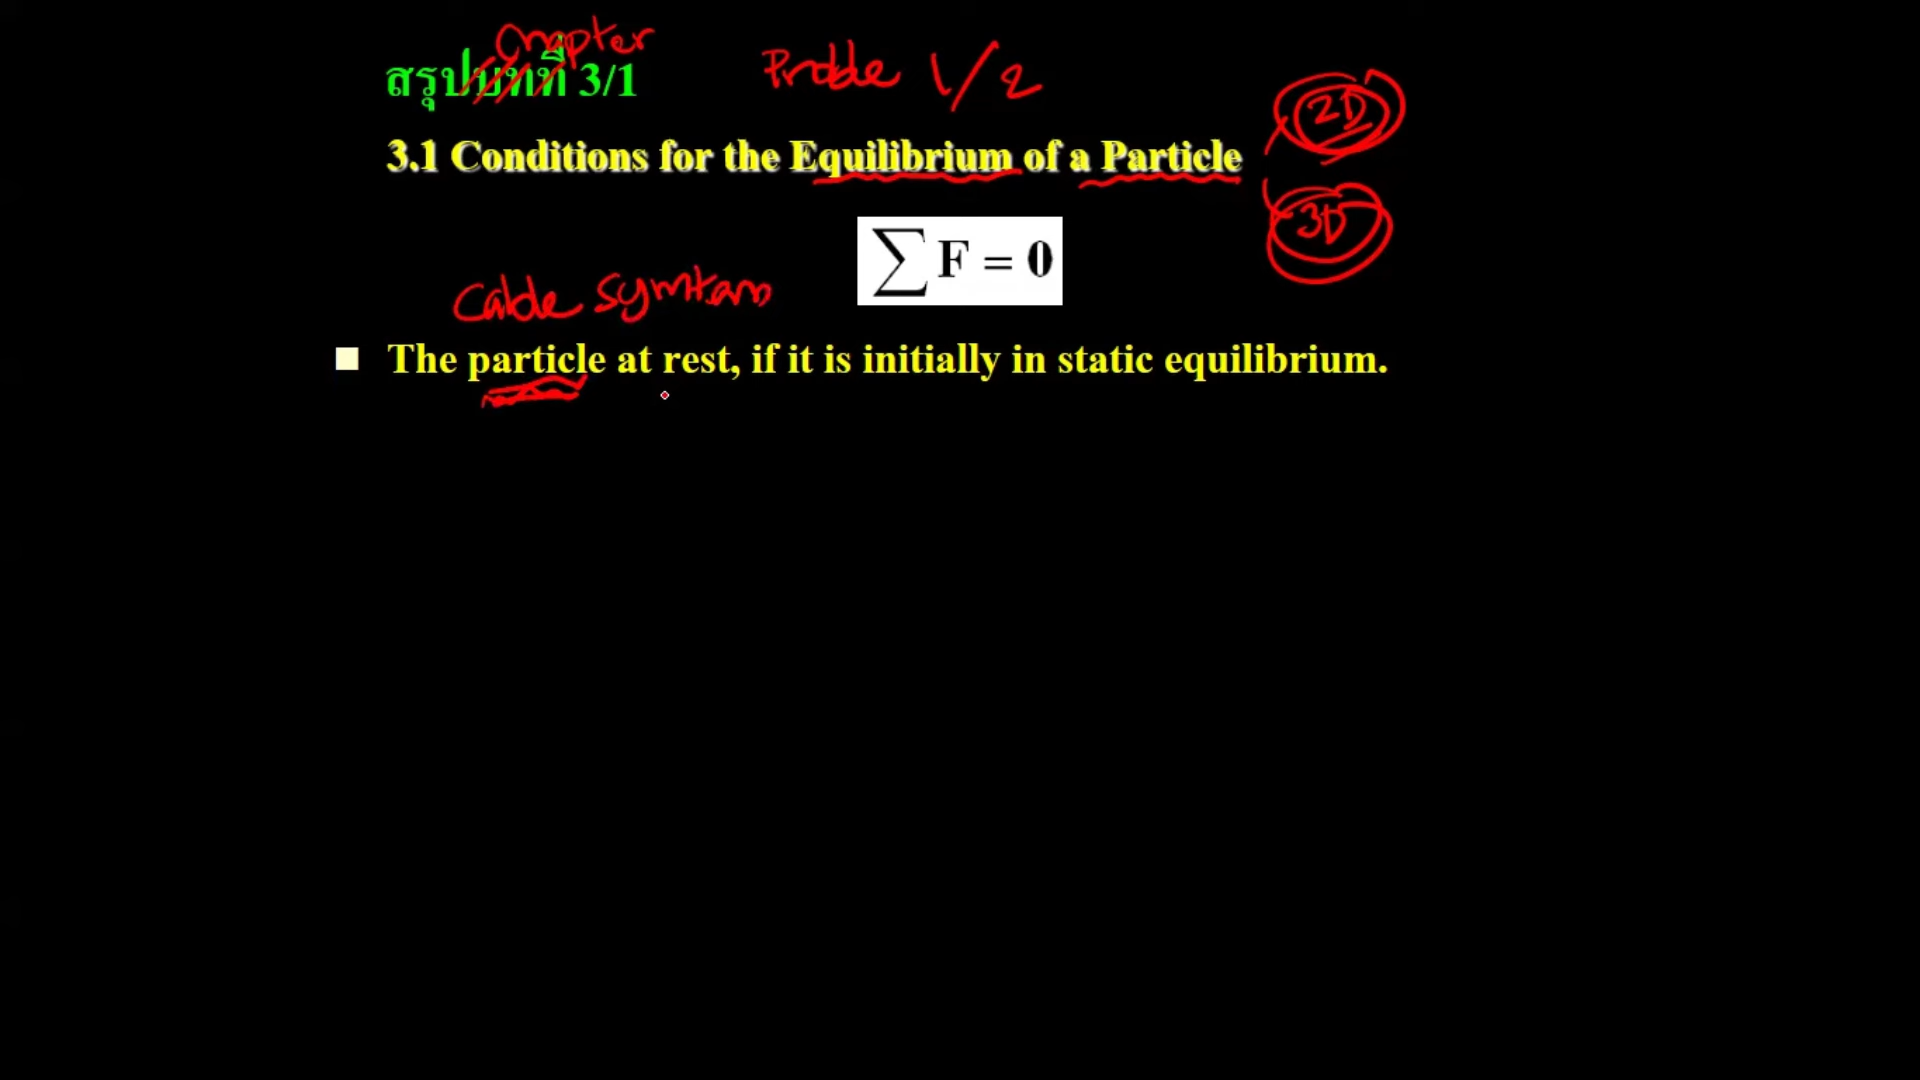 Chapter
สรุปบทที่ 3/1 Proble 1/2
2D
3.1 Conditions for the Equilibrium of a Particle
3D
∑ F = 0
Cable
The particle at rest, if it is initially in static equilibrium.